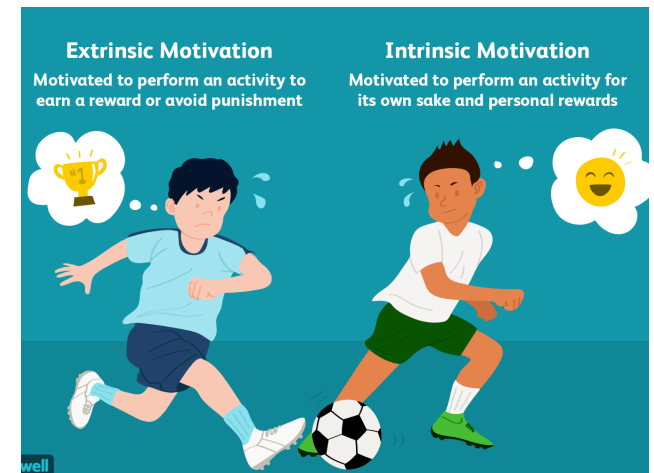 Extrinsic Motivation
Motivated to perform an activity to
earn a reward or avoid punishment
Intrinsic Motivation
Motivated to perform an activity for
its own sake and personal rewards
#1
well